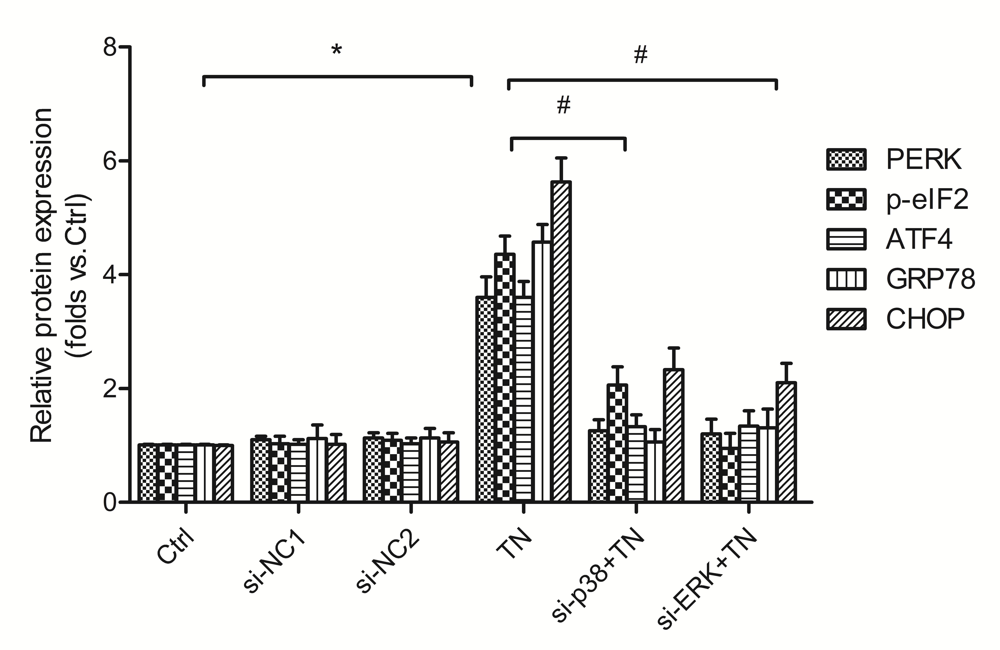 Relative protein expression
(folds vs.Ctrl)
8
6
4
2
0
*
#
#
Ctrl
si-NC1
si-NC2
TN
si-p38+TN
si-ERK+TN
PERK
p-eIF2
ATF4
GRP78
CHOP